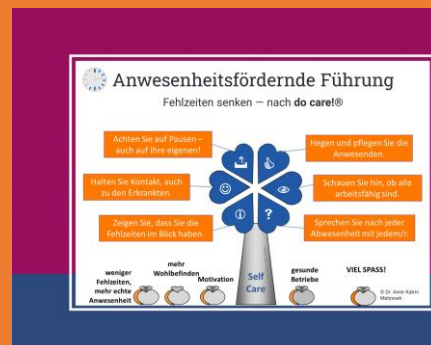 Anwesenheitsfördernde Führung
Fehlzeiten senken – nach do care!®
Achten Sie auf Pausen –
auch auf Ihre eigenen!
Hegen und pflegen Sie die
Anwesenden.
Halten Sie Kontakt, auch
zu den Erkrankten.
Schauen Sie hin, ob alle
arbeitsfähig sind.
Zeigen Sie, dass Sie die
Fehlzeiten im Blick haben.
Sprechen Sie nach jeder
Abwesenheit mit jedem/r.
?
weniger
Fehlzeiten,
mehr echte
Anwesenheit
mehr
Wohlbefinden
Motivation
Self
Care
gesunde
Betriebe
VIEL SPASS!
© Dr. Anne Katrin
Matyssek